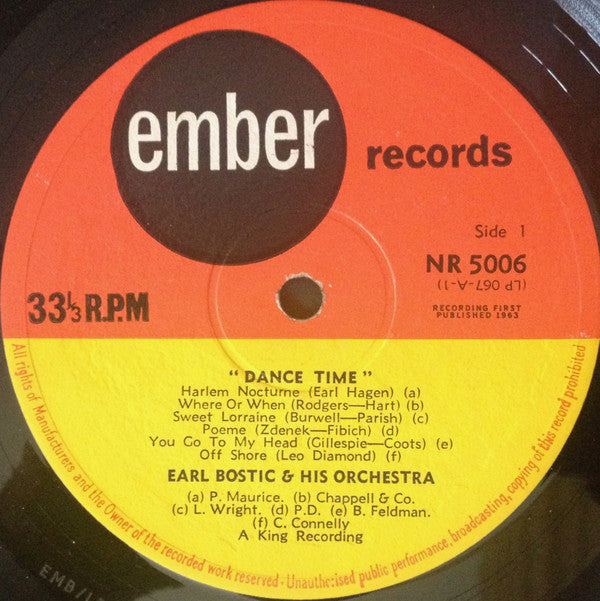 ember records
Side 1
NR 5006
(LP 067-A-1)
33⅓ R.P.M
RECORDING FIRST
PUBLISHED 1963
" DANCE TIME "
Harlem Nocturne (Earl Hagen) (a)
Where Or When (Rodgers—Hart) (b)
Sweet Lorraine (Burwell—Parish) (c)
Poeme (Zdenek—Fibich) (d)
You Go To My Head (Gillespie—Coots) (e)
Off Shore (Leo Diamond) (f)
EARL BOSTIC & HIS ORCHESTRA
(a) P. Maurice. (b) Chappell & Co.
(c) L. Wright. (d) P.D. (e) B. Feldman.
(f) C. Connelly
A King Recording
All rights of Manufacturers and the Owner of the recorded work reserved - Unauthorised public performance, broadcasting, copying of this record prohibited